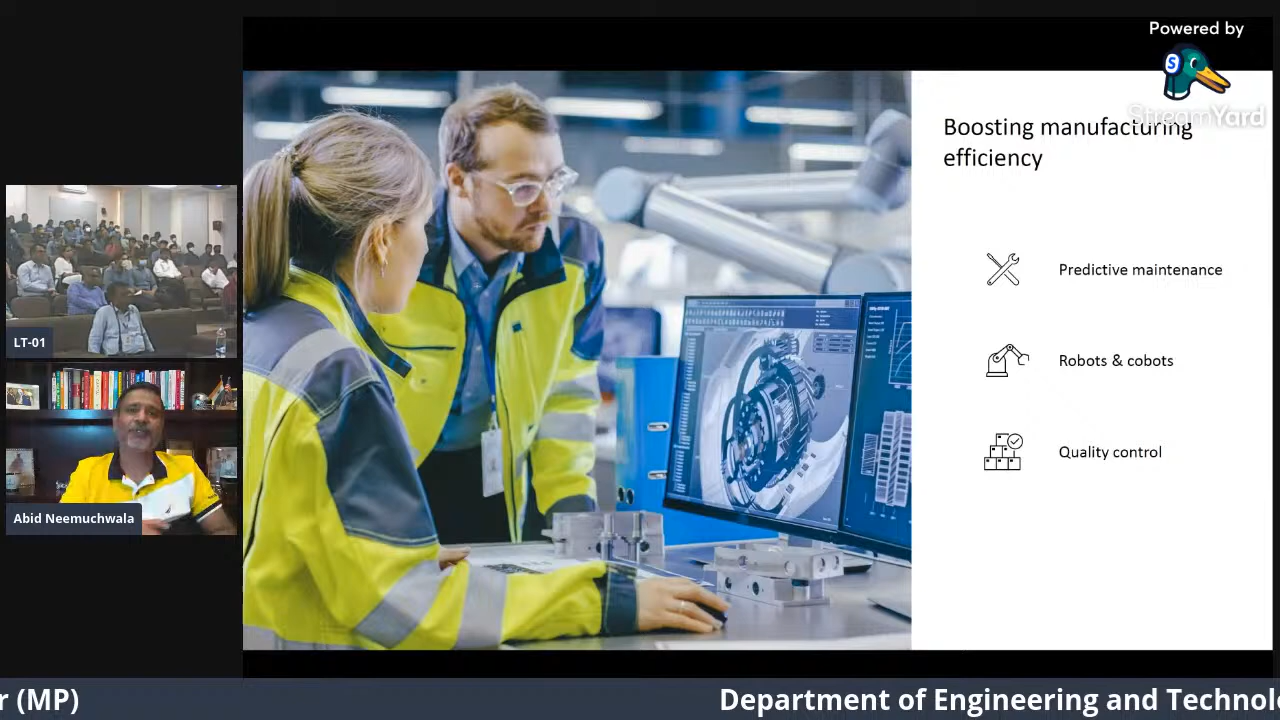 Powered by
S
StreamYard
Boosting manufacturing
efficiency
Predictive maintenance
Robots & cobots
Quality control
LT-01
Abid Neemuchwala
r (MP)
Department of Engineering and Technol